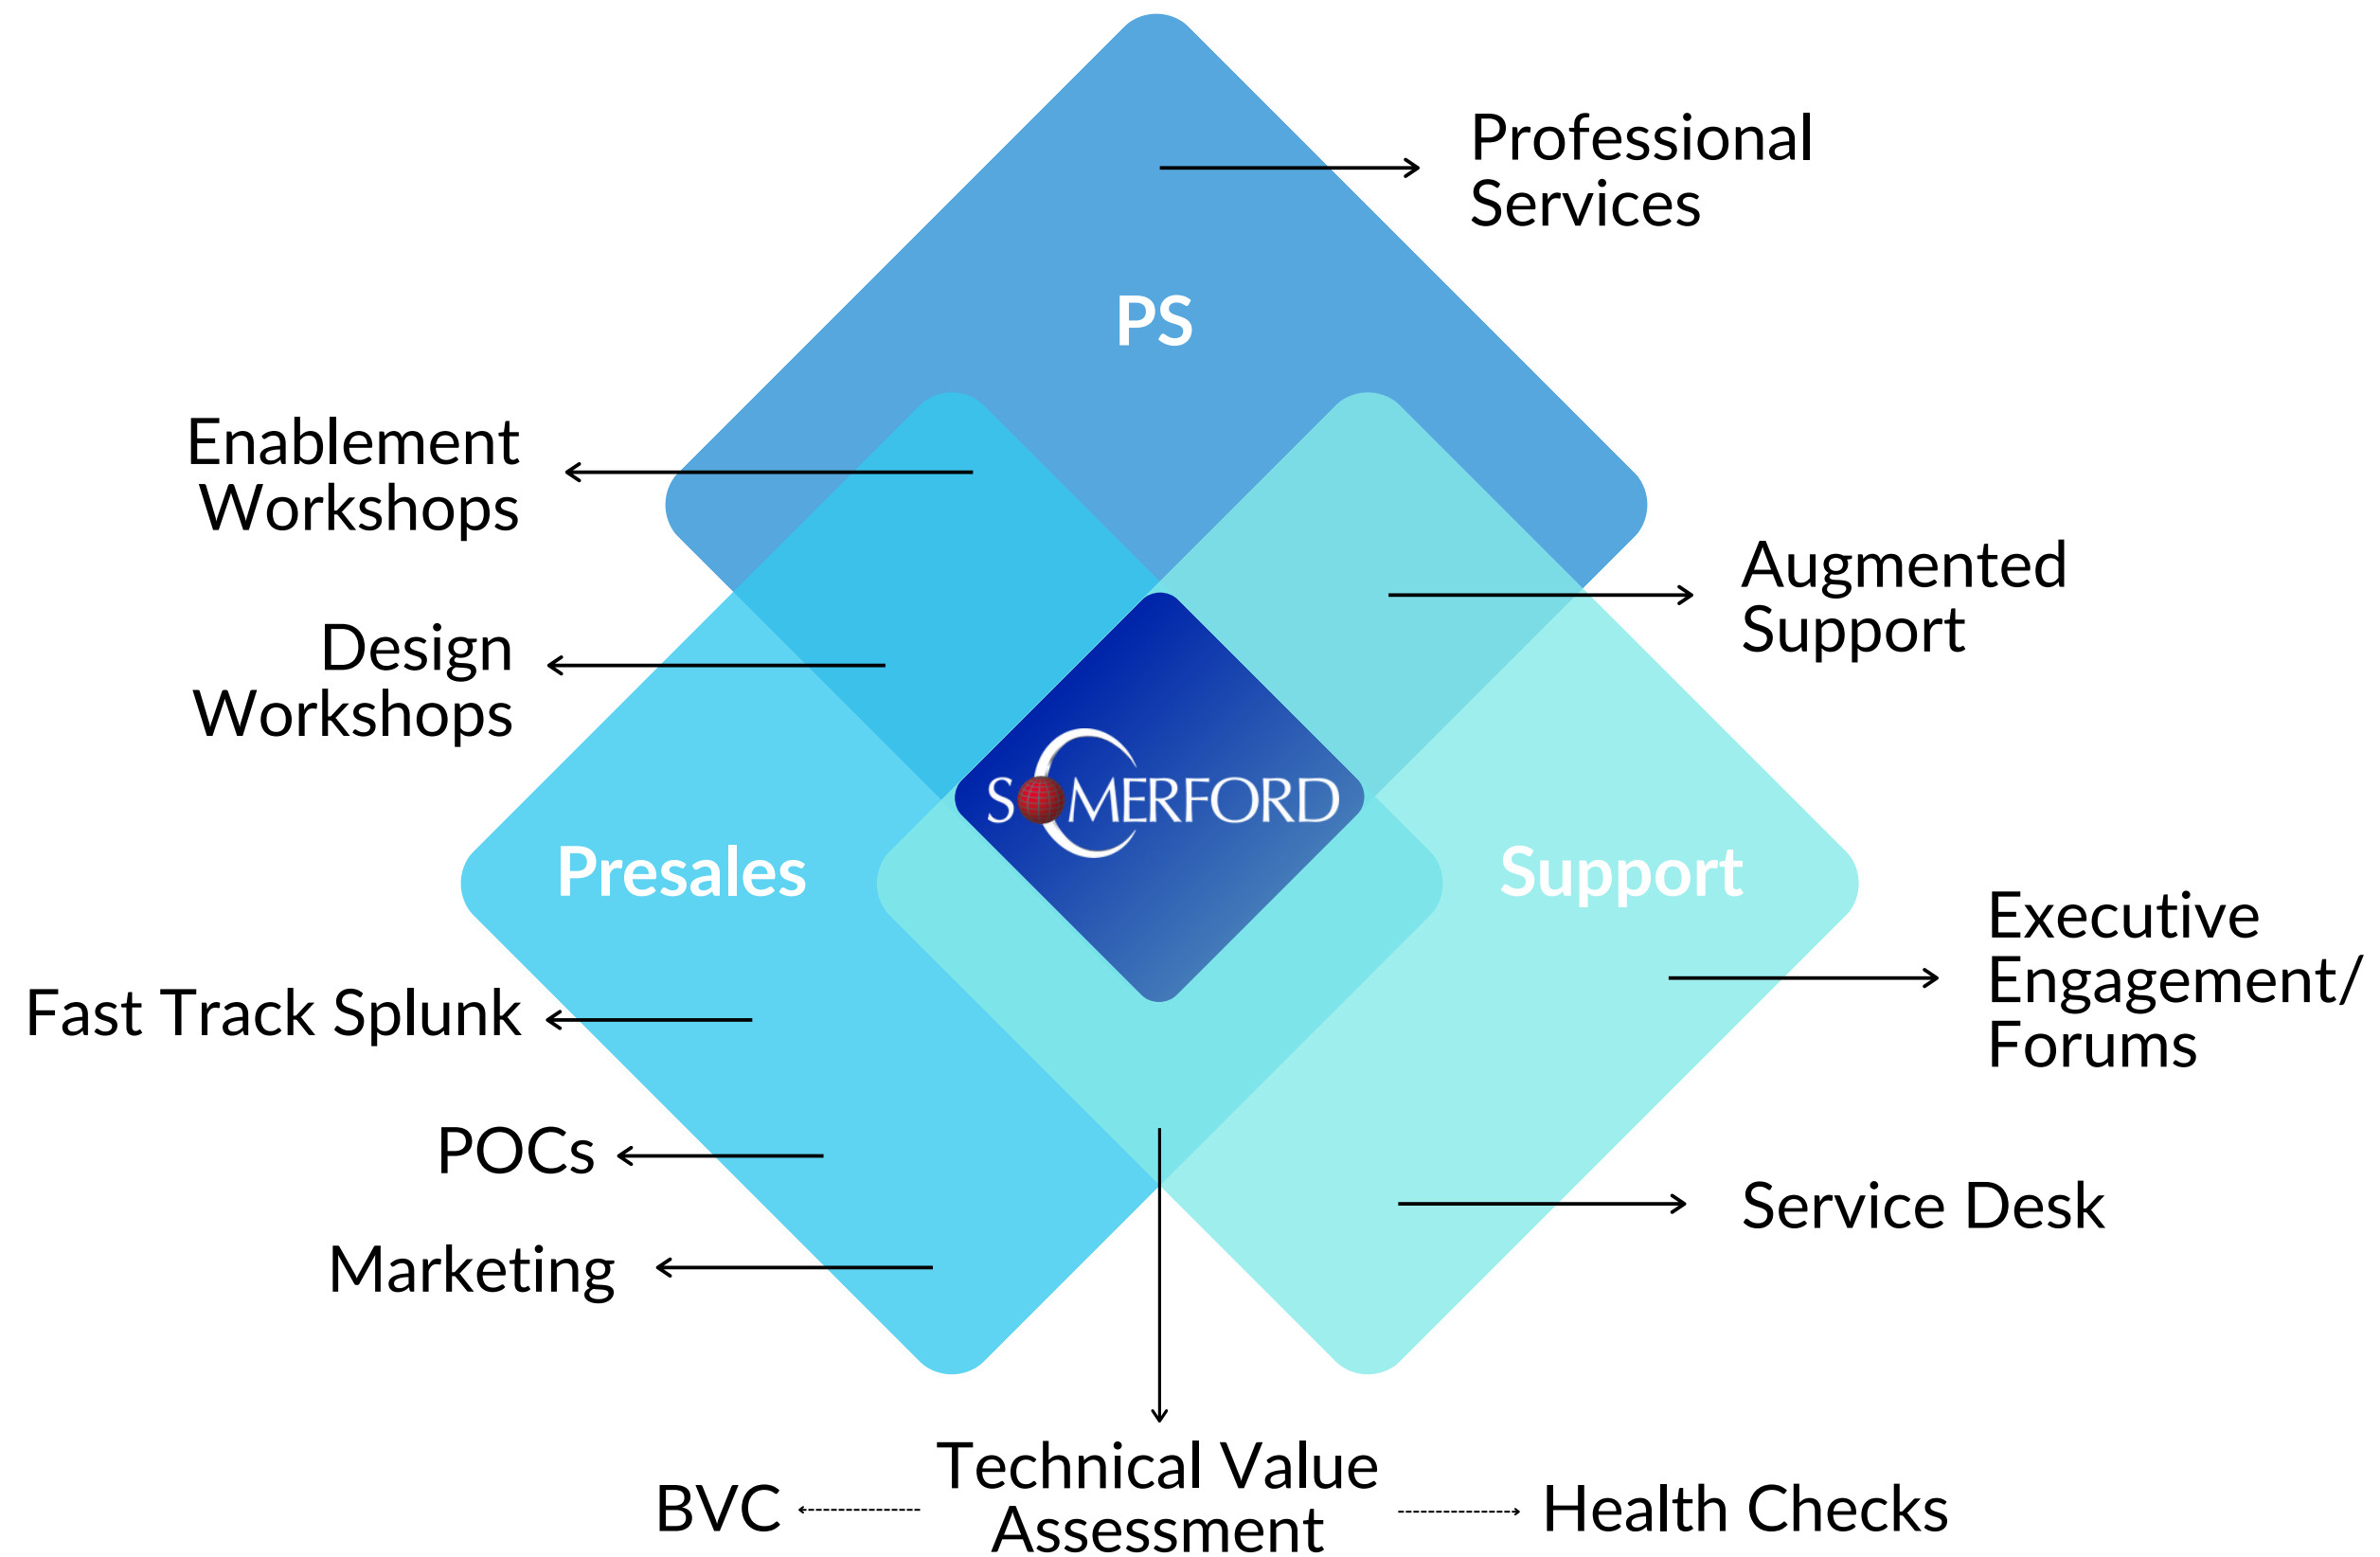 Professional
Services
PS
Enablement
Workshops
Augmented
Support
Design
Workshops
SOMERFORD
Presales
Support
Executive
Engagement/
Forums
Fast Track Splunk
POCs
Service Desk
Marketing
Technical Value
Assessment
BVC
Health Checks